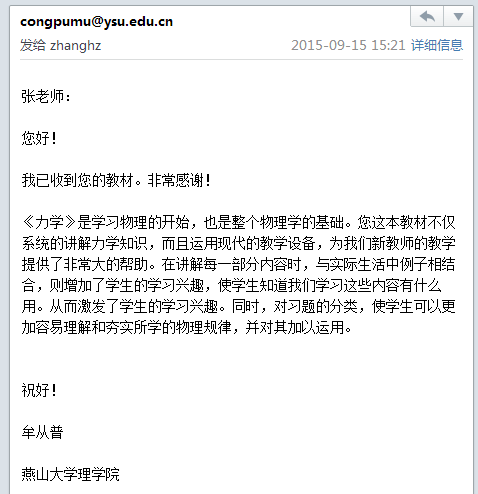 congpumu@ysu.edu.cn
发给 zhanghz 2015-09-15 15:21 详细信息
张老师：
您好！
我已收到您的教材。非常感谢！
《力学》是学习物理的开始，也是整个物理学的基础。您这本教材不仅
系统的讲解力学知识，而且运用现代的教学设备，为我们新教师的教学
提供了非常大的帮助。在讲解每一部分内容时，与实际生活中例子相结
合，则增加了学生的学习兴趣，使学生知道我们学习这些内容有什么
用。从而激发了学生的学习兴趣。同时，对习题的分类，使学生可以更
加容易理解和夯实所学的物理规律，并对其加以运用。
祝好！
牟从普
燕山大学理学院